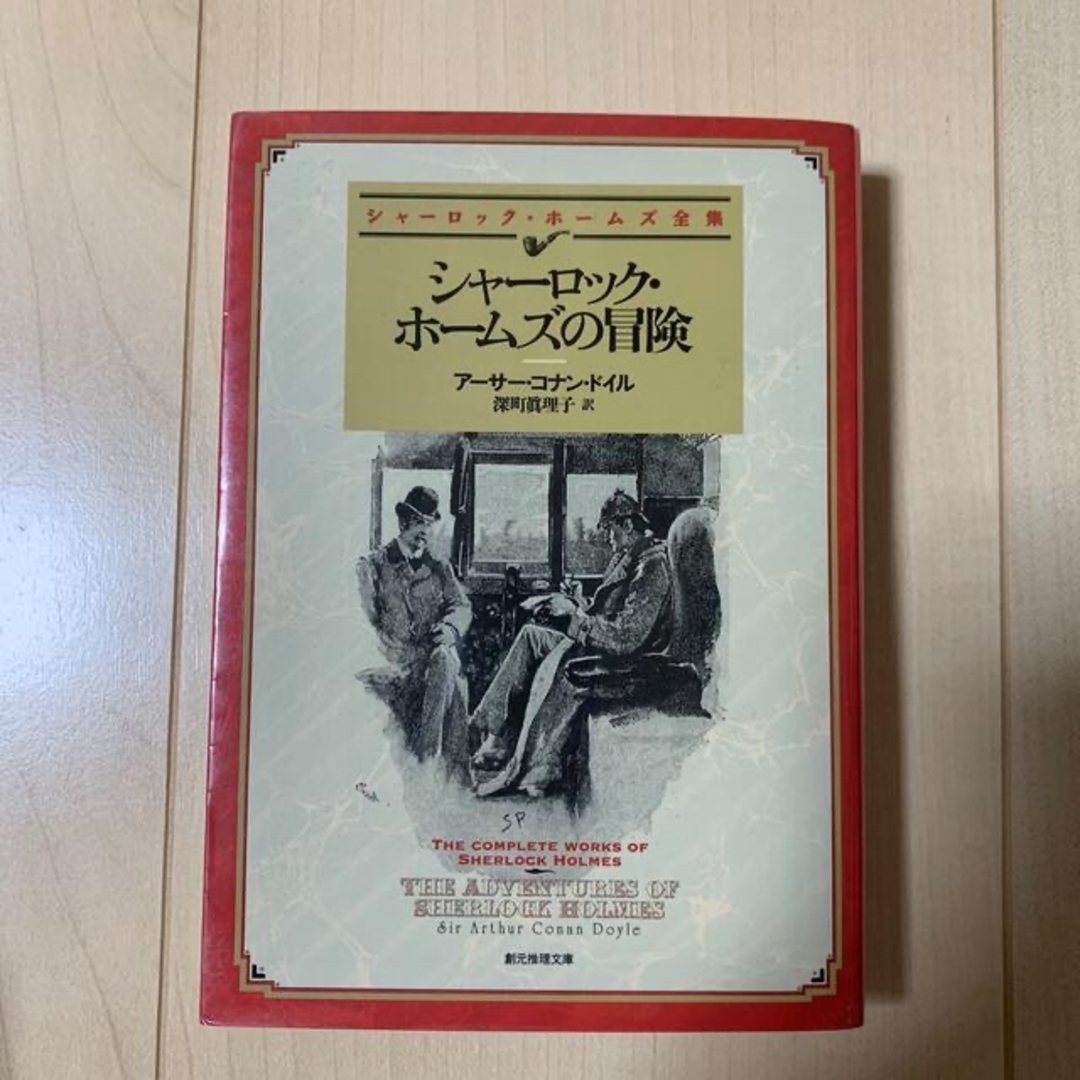 シャーロック・ホームズ全集
シャーロック・
ホームズの冒険
アーサー・コナン・ドイル
深町眞理子 訳
SP
THE COMPLETE WORKS OF
SHERLOCK HOLMES
THE ADVENTURES OF
SHERLOCK HOLMES
Sir Arthur Conan Doyle
創元推理文庫